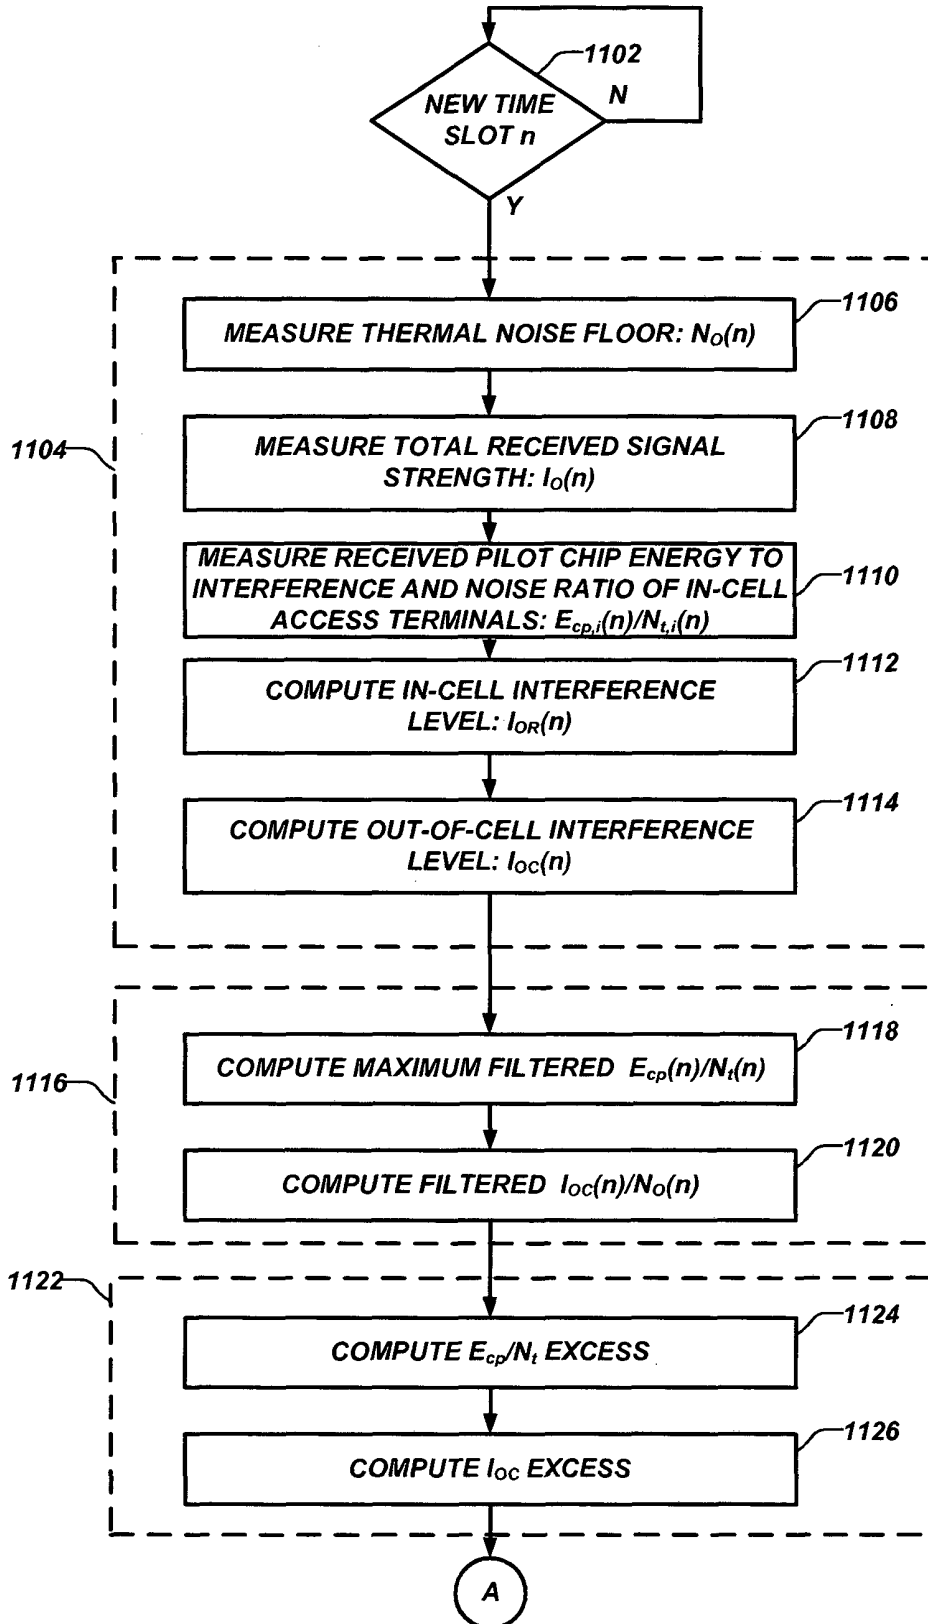 1102
NEW TIME
SLOT n
N
Y
1106
MEASURE THERMAL NOISE FLOOR: N_O(n)
1108
MEASURE TOTAL RECEIVED SIGNAL
STRENGTH: I_O(n)
1104
MEASURE RECEIVED PILOT CHIP ENERGY TO
INTERFERENCE AND NOISE RATIO OF IN-CELL
ACCESS TERMINALS: E_cp,i(n)/N_t,i(n)
1110
1112
COMPUTE IN-CELL INTERFERENCE
LEVEL: I_OR(n)
1114
COMPUTE OUT-OF-CELL INTERFERENCE
LEVEL: I_OC(n)
1118
COMPUTE MAXIMUM FILTERED E_cp(n)/N_t(n)
1116
1120
COMPUTE FILTERED I_OC(n)/N_O(n)
1122
1124
COMPUTE E_cp/N_t EXCESS
1126
COMPUTE I_OC EXCESS
A